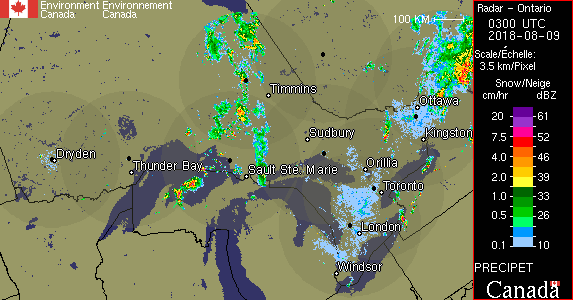 Environment Environnement
Canada Canada
100 KM
Timmins
Ottawa
Sudbury
Kingston
Dryden
Thunder Bay
Sault Ste. Marie
Orillia
Toronto
London
Windsor
Radar - Ontario
0300 UTC
2018-08-09
Scale/Échelle:
3.5 km/Pixel
Snow/Neige
cm/hr dBZ
20 61
7.5 52
4.0 46
2.0 39
1.0 33
0.5 26
0.1 10
PRECIPET
Canada